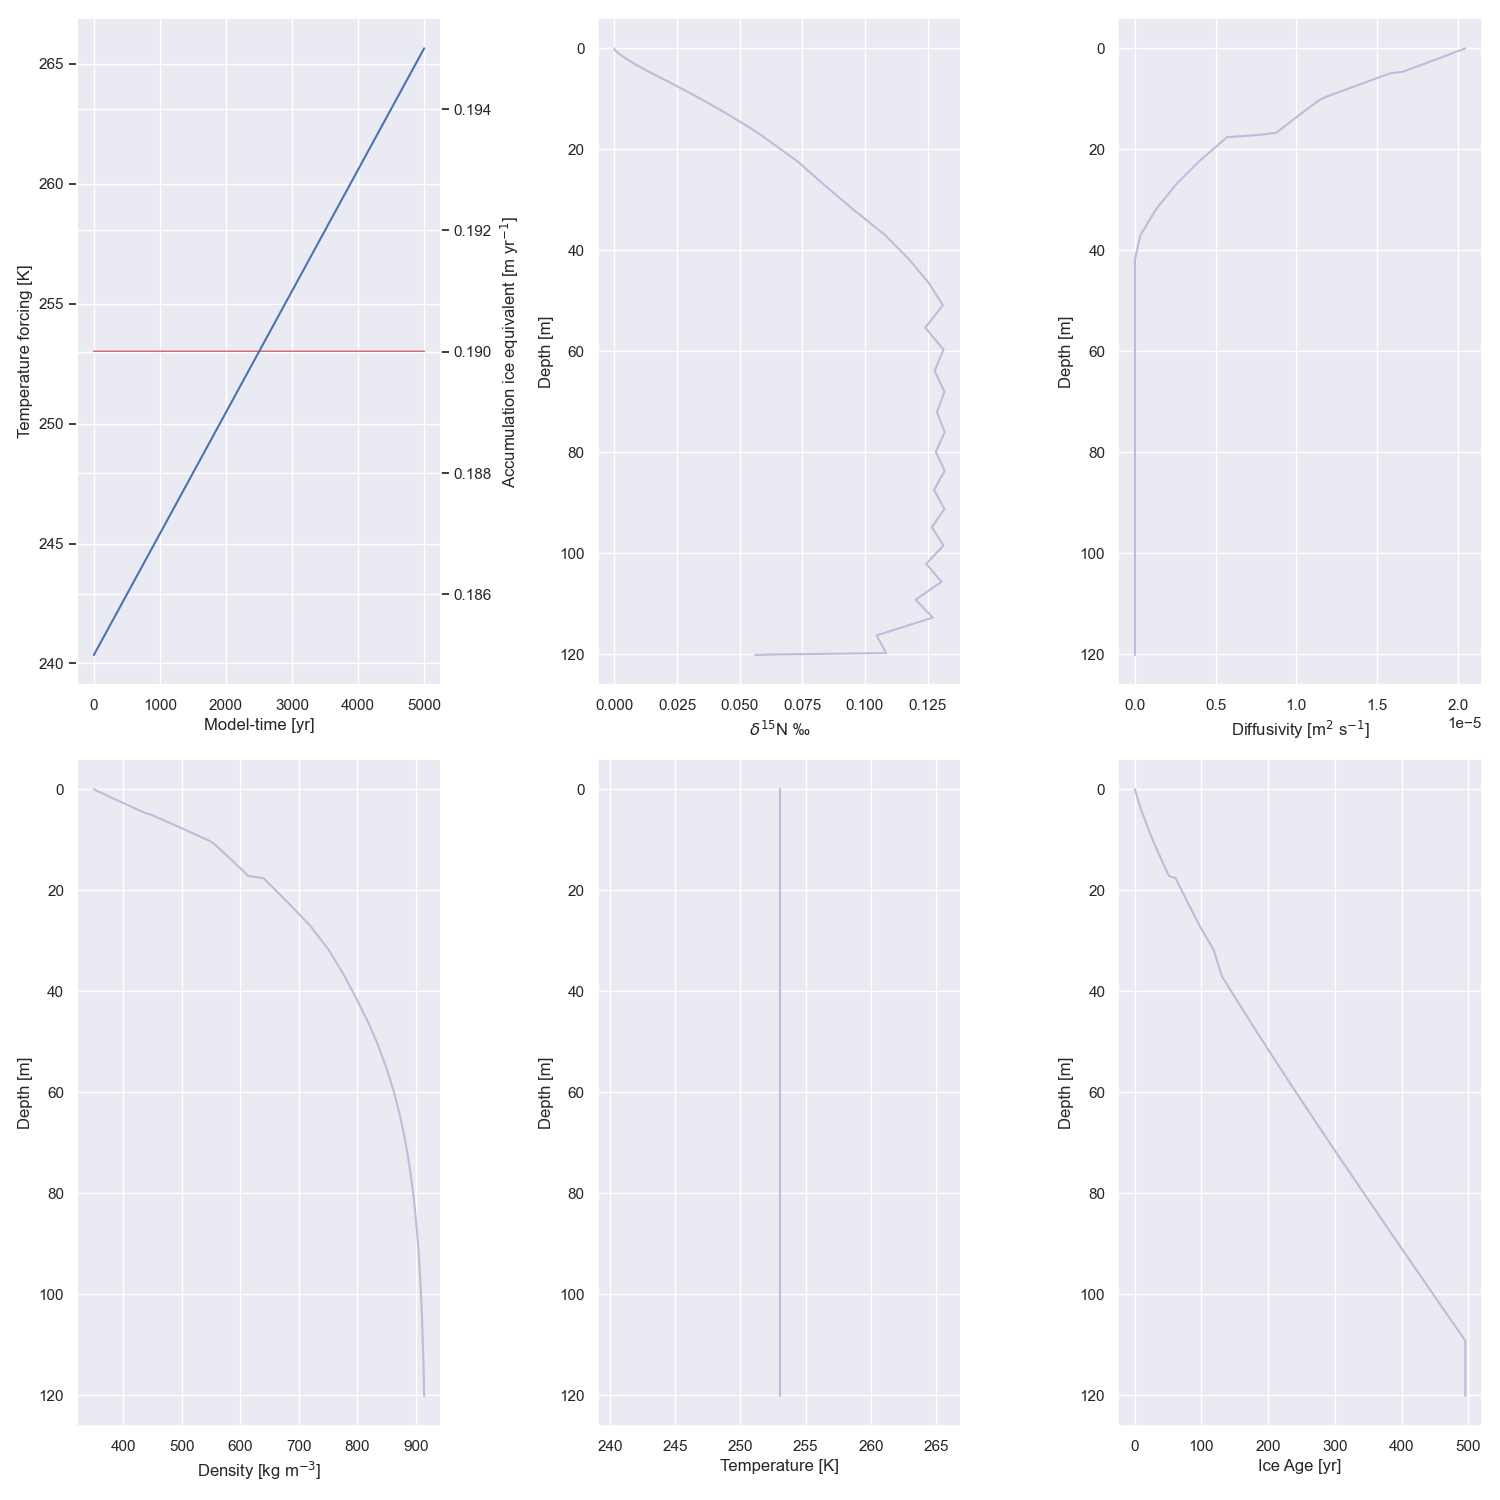 265
260
255
250
245
240
Temperature forcing [K]
0.194
0.192
0.190
0.188
0.186
Accumulation ice equivalent [m yr⁻¹]
0 1000 2000 3000 4000 5000
Model-time [yr]
0
20
40
60
80
100
120
Depth [m]
0.000 0.025 0.050 0.075 0.100 0.125
δ¹⁵N ‰
0
20
40
60
80
100
120
Depth [m]
0.0 0.5 1.0 1.5 2.0
1e−5
Diffusivity [m² s⁻¹]
0
20
40
60
80
100
120
Depth [m]
400 500 600 700 800 900
Density [kg m⁻³]
0
20
40
60
80
100
120
Depth [m]
240 245 250 255 260 265
Temperature [K]
0
20
40
60
80
100
120
Depth [m]
0 100 200 300 400 500
Ice Age [yr]